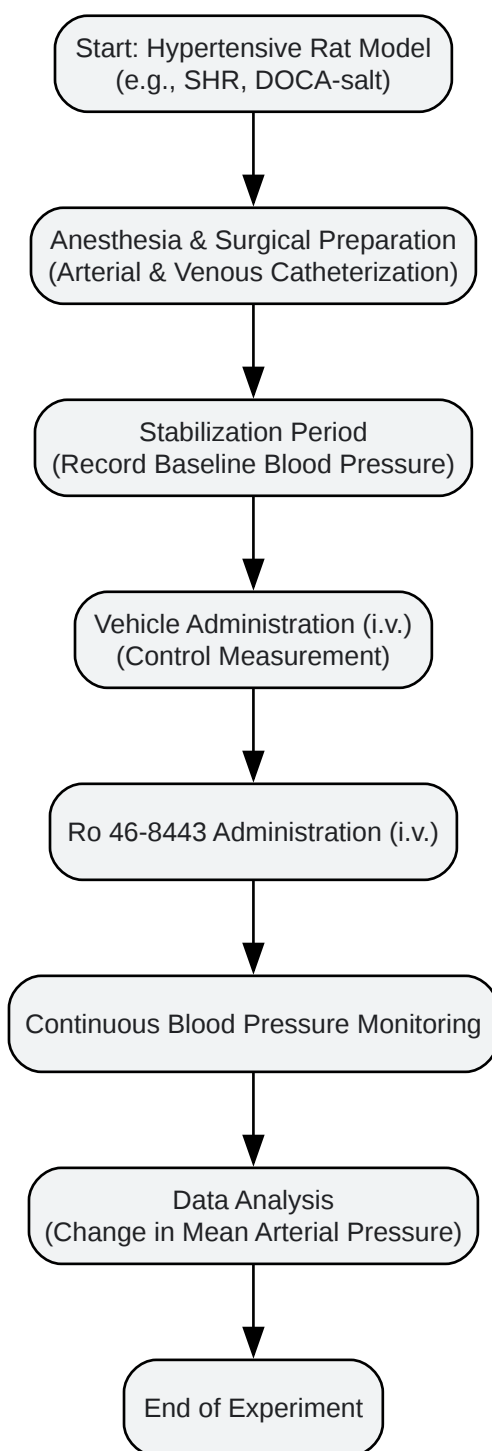 Start: Hypertensive Rat Model
(e.g., SHR, DOCA-salt)
Anesthesia & Surgical Preparation
(Arterial & Venous Catheterization)
Stabilization Period
(Record Baseline Blood Pressure)
Vehicle Administration (i.v.)
(Control Measurement)
Ro 46-8443 Administration (i.v.)
Continuous Blood Pressure Monitoring
Data Analysis
(Change in Mean Arterial Pressure)
End of Experiment